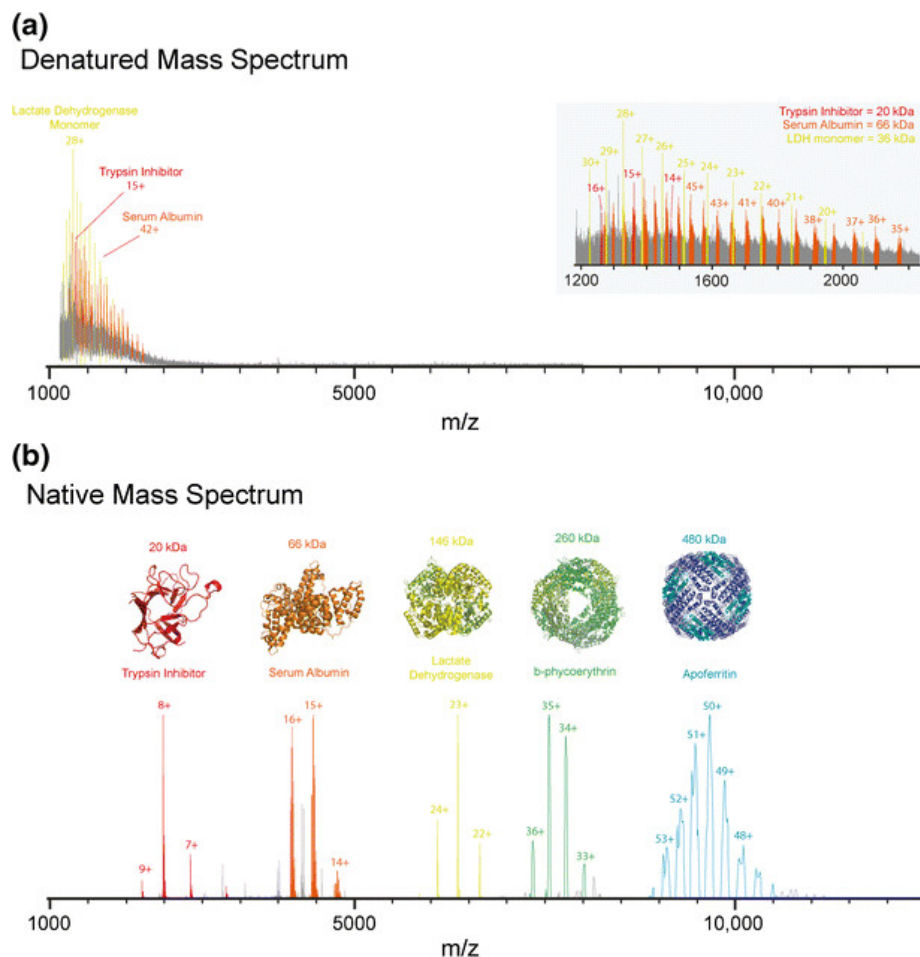 (a)
Denatured Mass Spectrum
Lactate Dehydrogenase
Monomer
28+
Trypsin Inhibitor
15+
Serum Albumin
42+
Trypsin Inhibitor = 20 kDa
Serum Albumin = 66 kDa
LDH monomer = 36 kDa
30+ 29+ 28+ 27+ 26+ 25+ 24+ 23+ 22+ 21+ 20+
16+ 15+ 14+ 45+ 43+ 41+ 40+ 38+ 37+ 36+ 35+
1200 1600 2000
1000 5000 10,000
m/z
(b)
Native Mass Spectrum
20 kDa 66 kDa 146 kDa 260 kDa 480 kDa
Trypsin Inhibitor Serum Albumin Lactate
Dehydrogenase b-phycoerythrin Apoferritin
9+ 8+ 7+ 16+ 15+ 14+ 24+ 23+ 22+ 36+ 35+ 34+ 33+ 53+ 52+ 51+ 50+ 49+ 48+
1000 5000 10,000
m/z